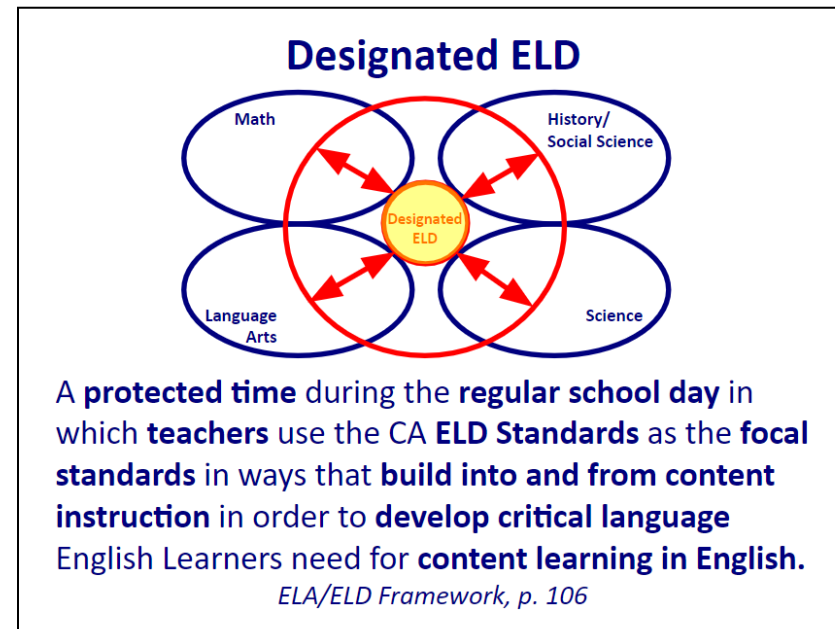 Designated ELD
Math
History/
Social Science
Designated
ELD
Language
Arts
Science
A protected time during the regular school day in
which teachers use the CA ELD Standards as the focal
standards in ways that build into and from content
instruction in order to develop critical language
English Learners need for content learning in English.
ELA/ELD Framework, p. 106